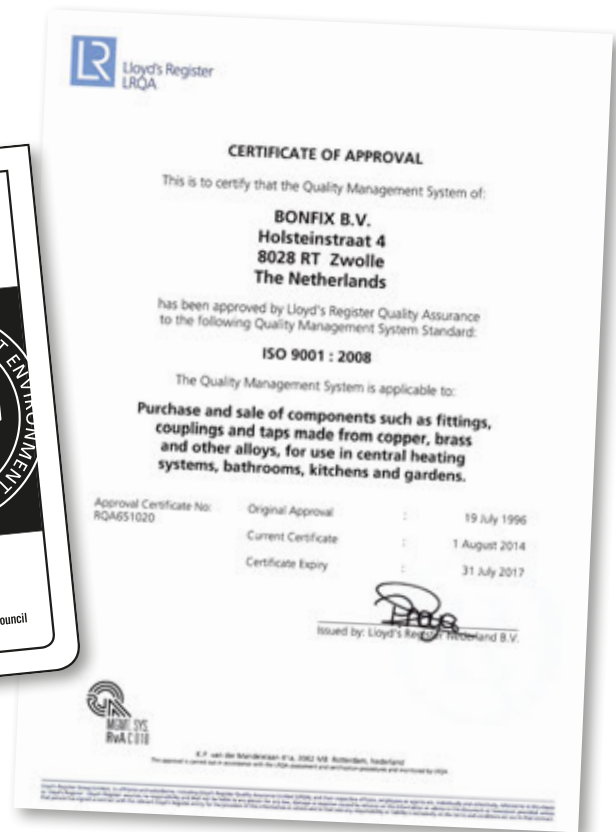 Lloyd's Register
LRQA
CERTIFICATE OF APPROVAL
This is to certify that the Quality Management System of:
BONFIX B.V.
Holsteinstraat 4
8028 RT Zwolle
The Netherlands
has been approved by Lloyd's Register Quality Assurance
to the following Quality Management System Standard:
ISO 9001 : 2008
The Quality Management System is applicable to:
Purchase and sale of components such as fittings,
couplings and taps made from copper, brass
and other alloys, for use in central heating
systems, bathrooms, kitchens and gardens.
Approval Certificate No:
RQA651020
Original Approval : 19 July 1996
Current Certificate : 1 August 2014
Certificate Expiry : 31 July 2017
Issued by: Lloyd's Register Nederland B.V.
MGMT. SYS.
RvA C 010
ENVIRONMENT
ouncil